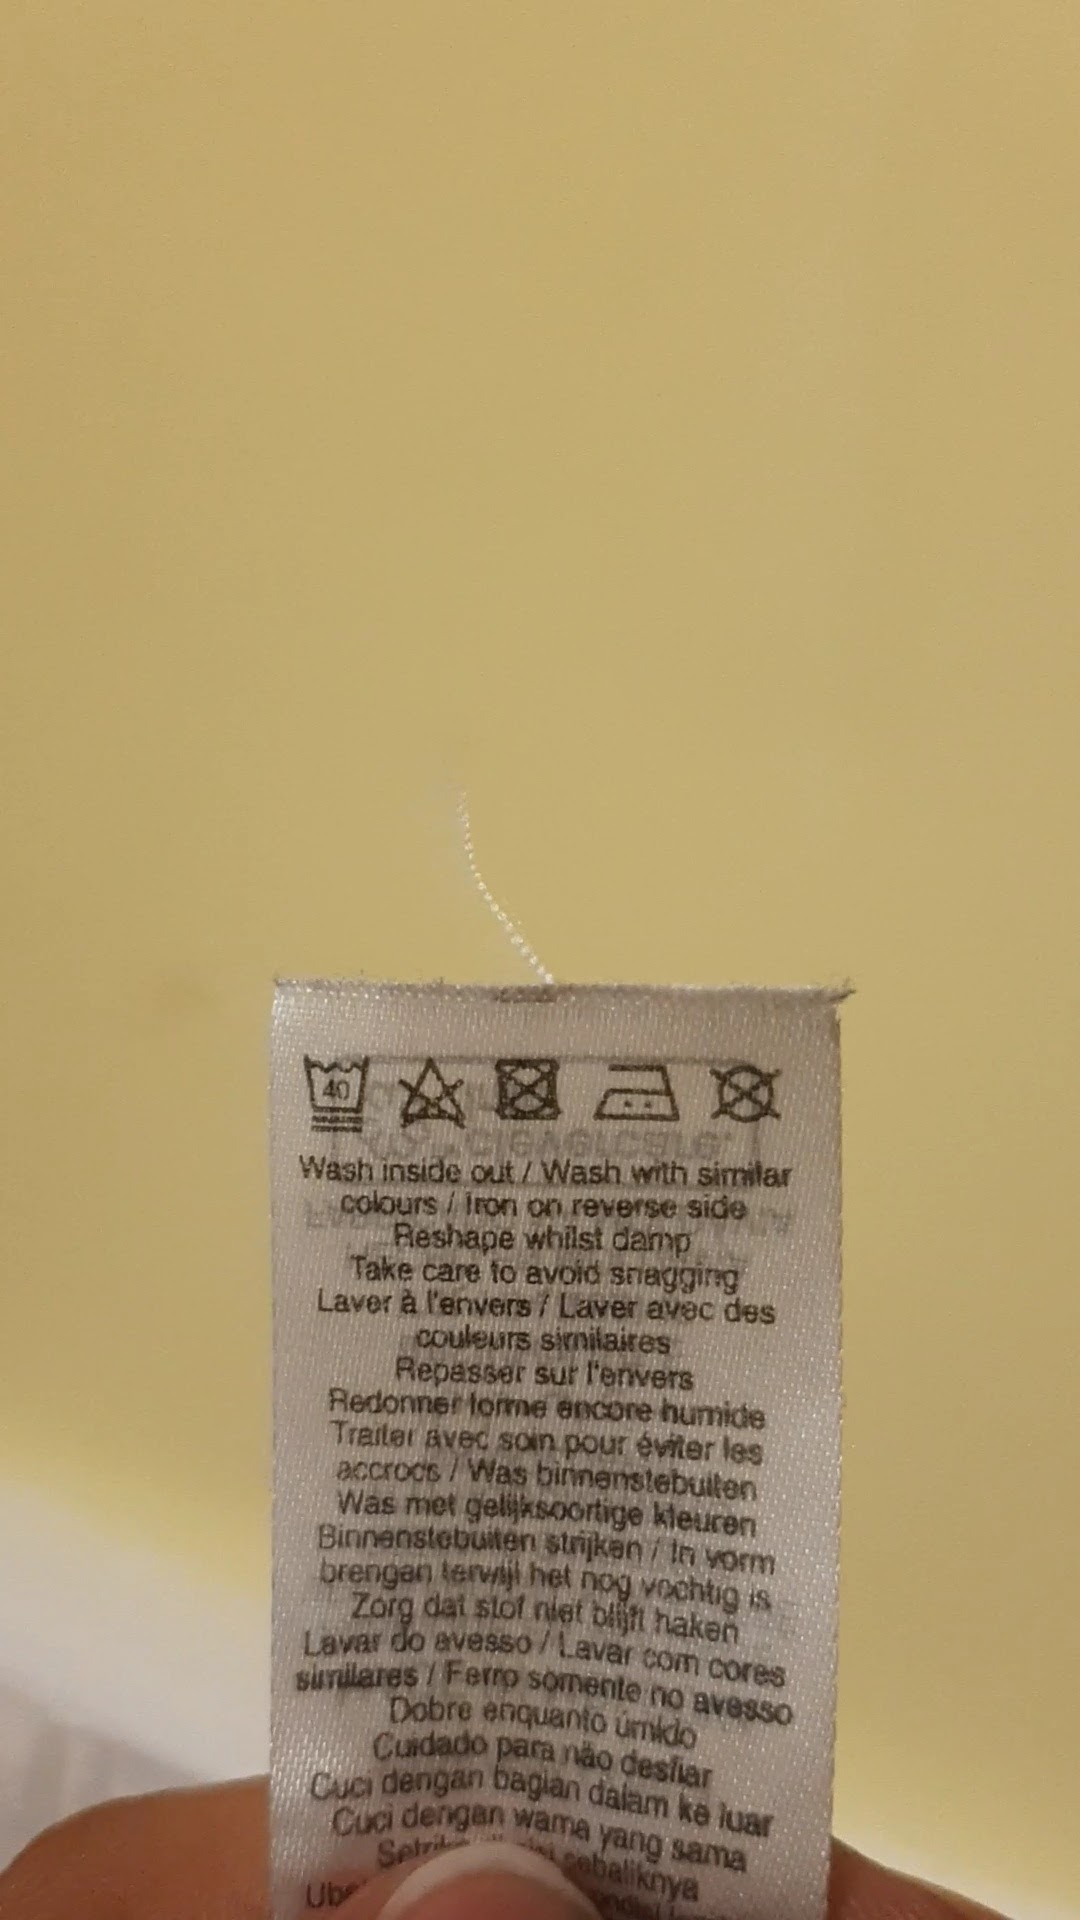 40
Wash inside out / Wash with similar
colours / Iron on reverse side
Reshape whilst damp
Take care to avoid snagging
Laver à l'envers / Laver avec des
couleurs similaires
Repasser sur l'envers
Redonner forme encore humide
Traiter avec soin pour éviter les
accrocs / Was binnenstebuiten
Was met gelijksoortige kleuren
Binnenstebuiten strijken / In vorm
brengen terwijl het nog vochtig is
Zorg dat stof niet blijft haken
Lavar do avesso / Lavar com cores
similares / Ferro somente no avesso
Dobre enquanto úmido
Cuidado para não desfiar
Cuci dengan bagian dalam ke luar
Cuci dengan warna yang sama
sebaliknya